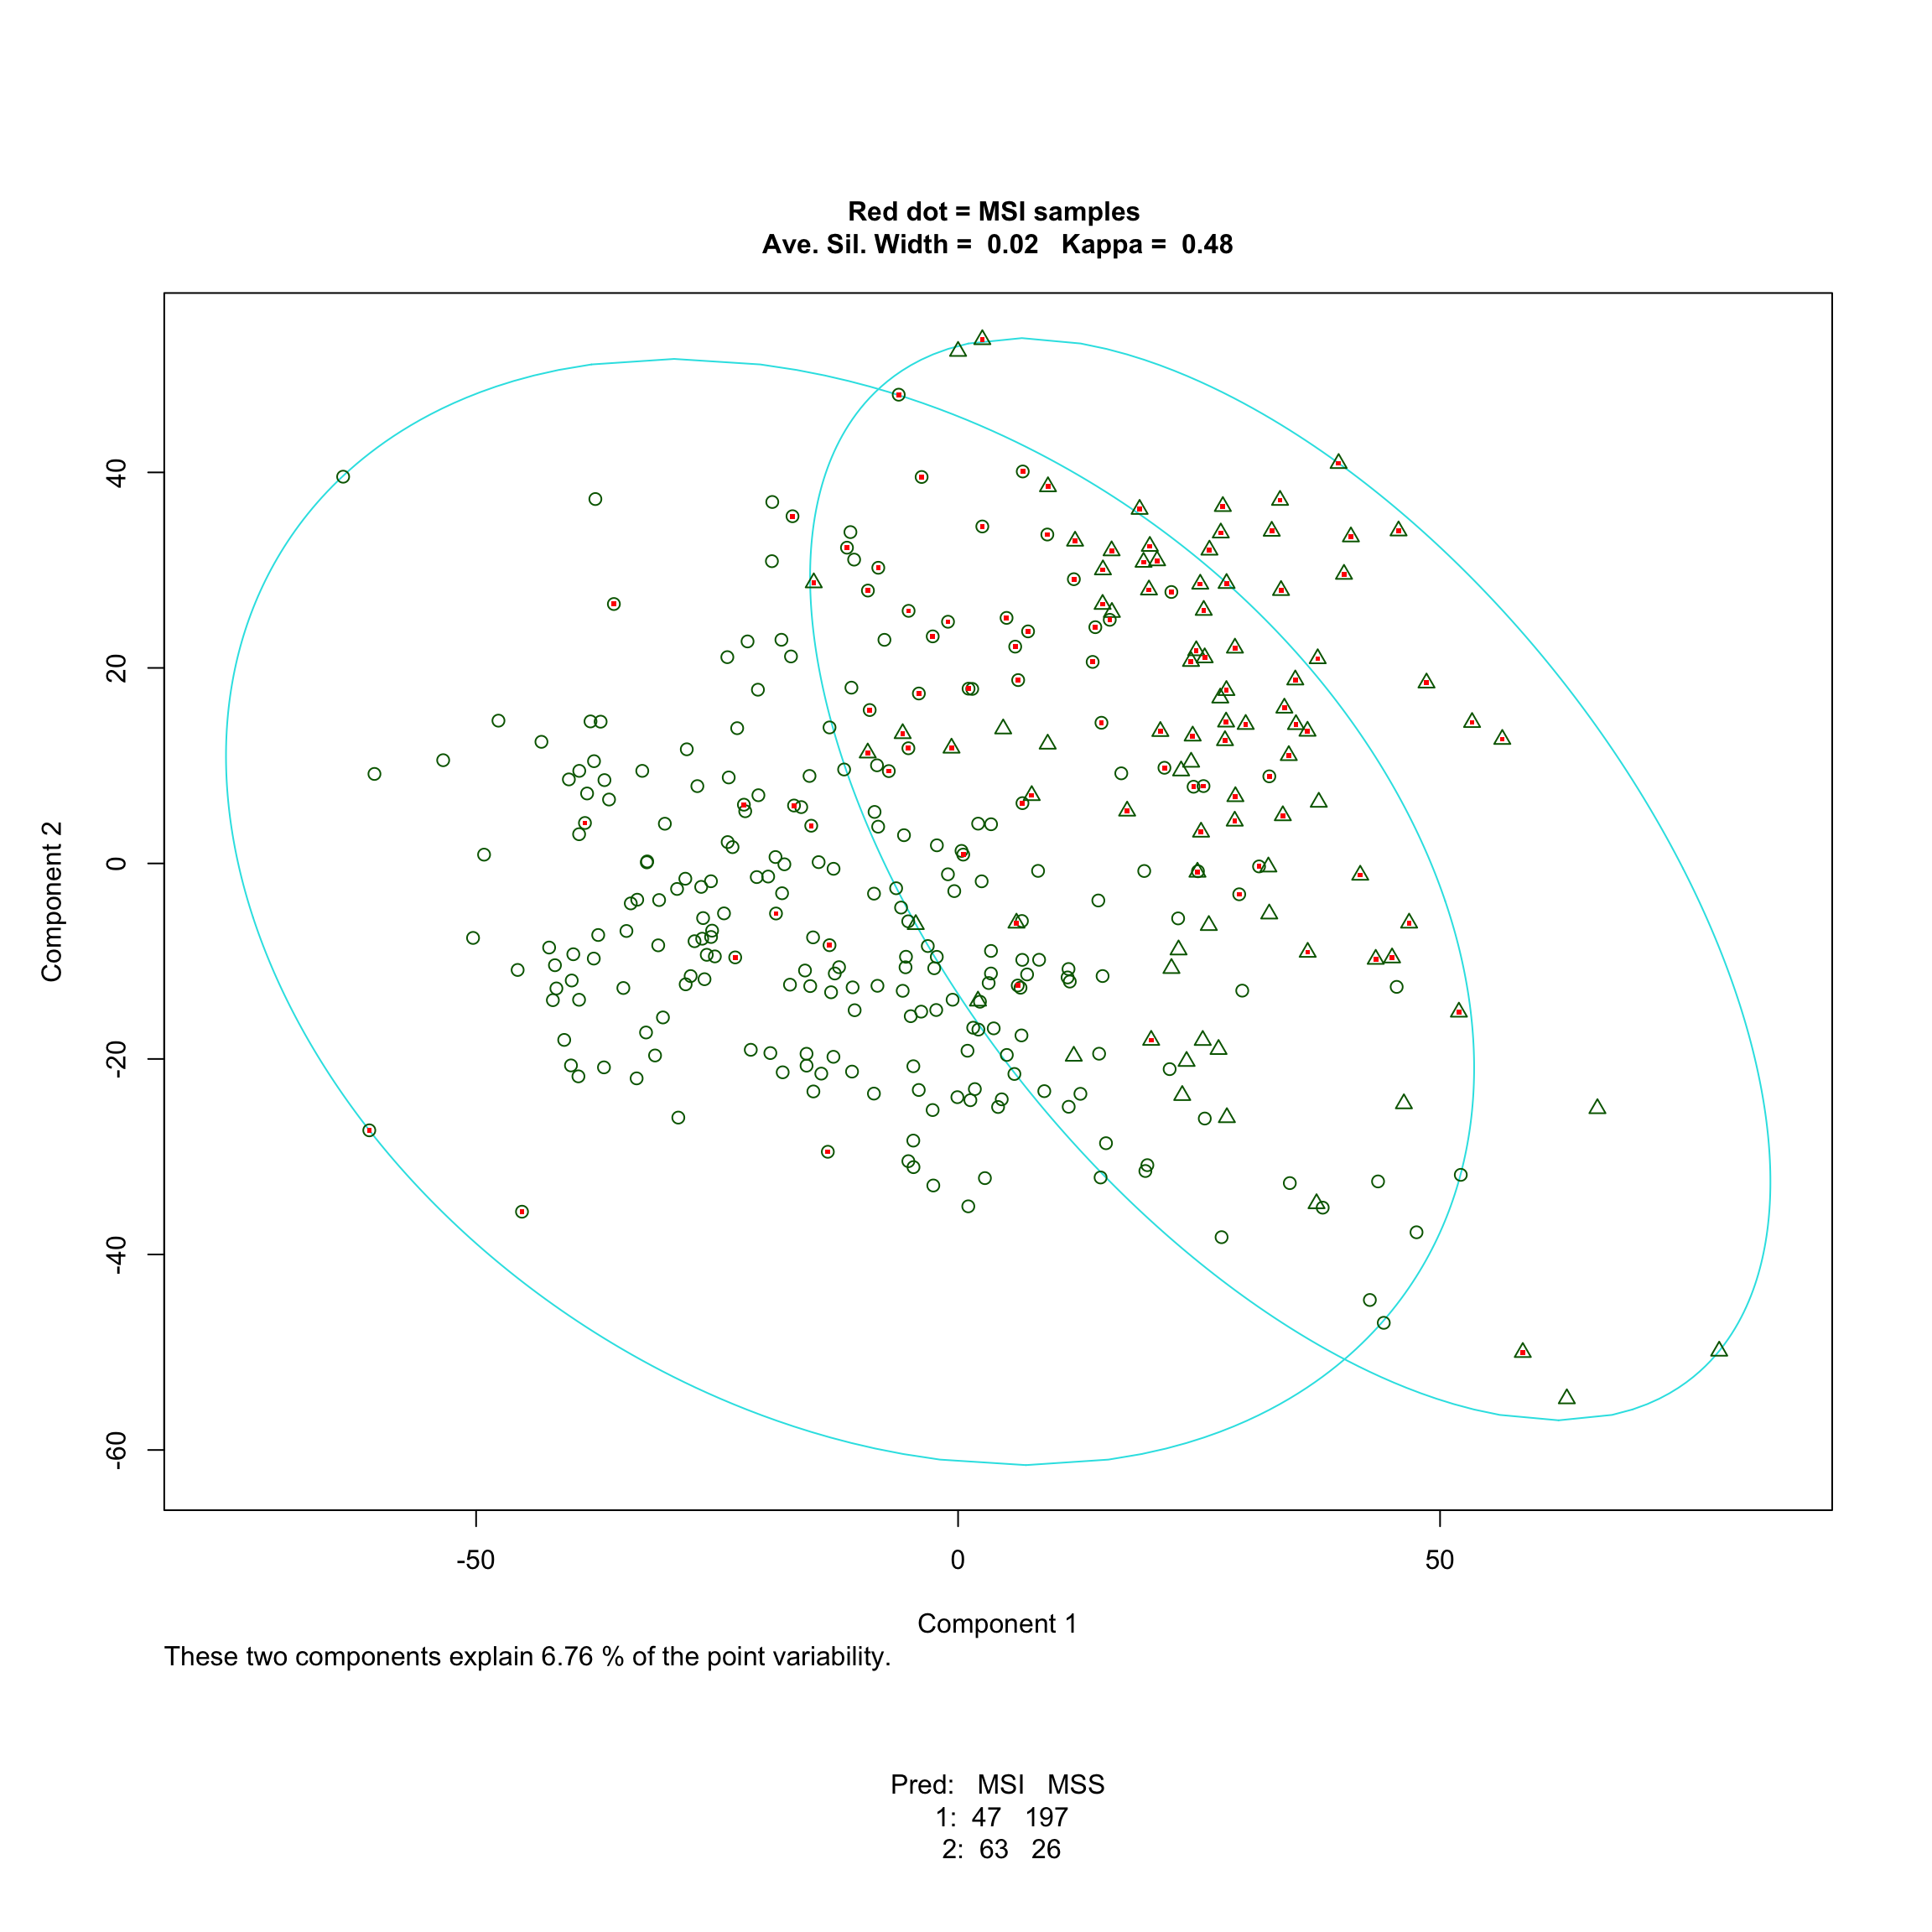 Red dot = MSI samples
Ave. Sil. Width = 0.02 Kappa = 0.48
Component 2
40
20
0
-20
-40
-60
-50 0 50
Component 1
These two components explain 6.76 % of the point variability.
Pred: MSI MSS
1: 47 197
2: 63 26